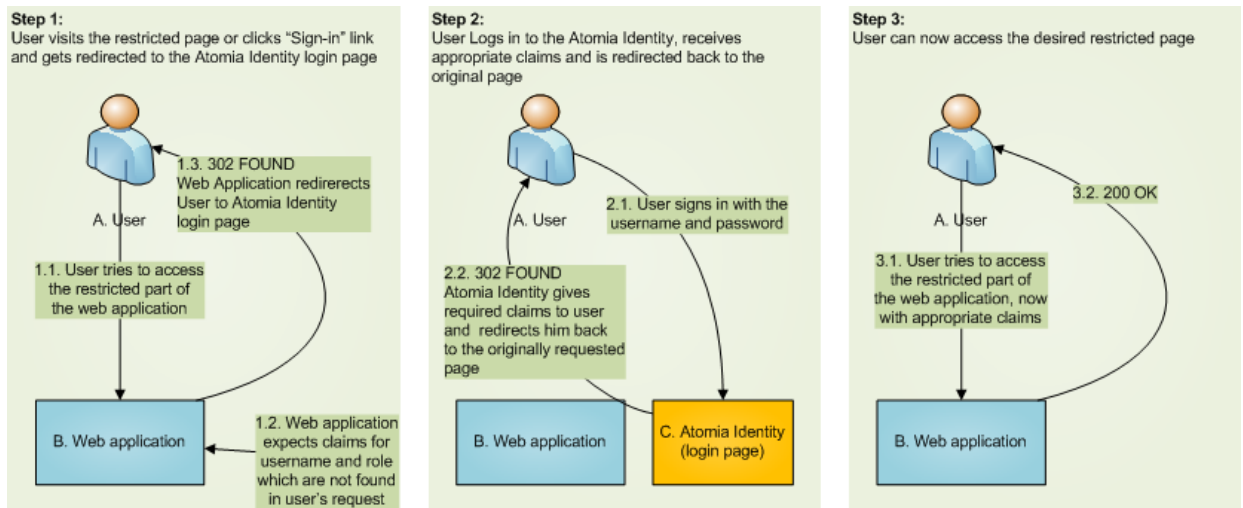 Step 1:
User visits the restricted page or clicks “Sign-in” link
and gets redirected to the Atomia Identity login page
1.3. 302 FOUND
Web Application redirerects
User to Atomia Identity
login page
A. User
1.1. User tries to access
the restricted part of
the web application
B. Web application
1.2. Web application
expects claims for
username and role
which are not found
in user’s request
Step 2:
User Logs in to the Atomia Identity, receives
appropriate claims and is redirected back to the
original page
A. User
2.1. User signs in with the
username and password
2.2. 302 FOUND
Atomia Identity gives
required claims to user
and redirects him back
to the originally requested
page
B. Web application
C. Atomia Identity
(login page)
Step 3:
User can now access the desired restricted page
3.2. 200 OK
A. User
3.1. User tries to access
the restricted part of
the web application, now
with appropriate claims
B. Web application